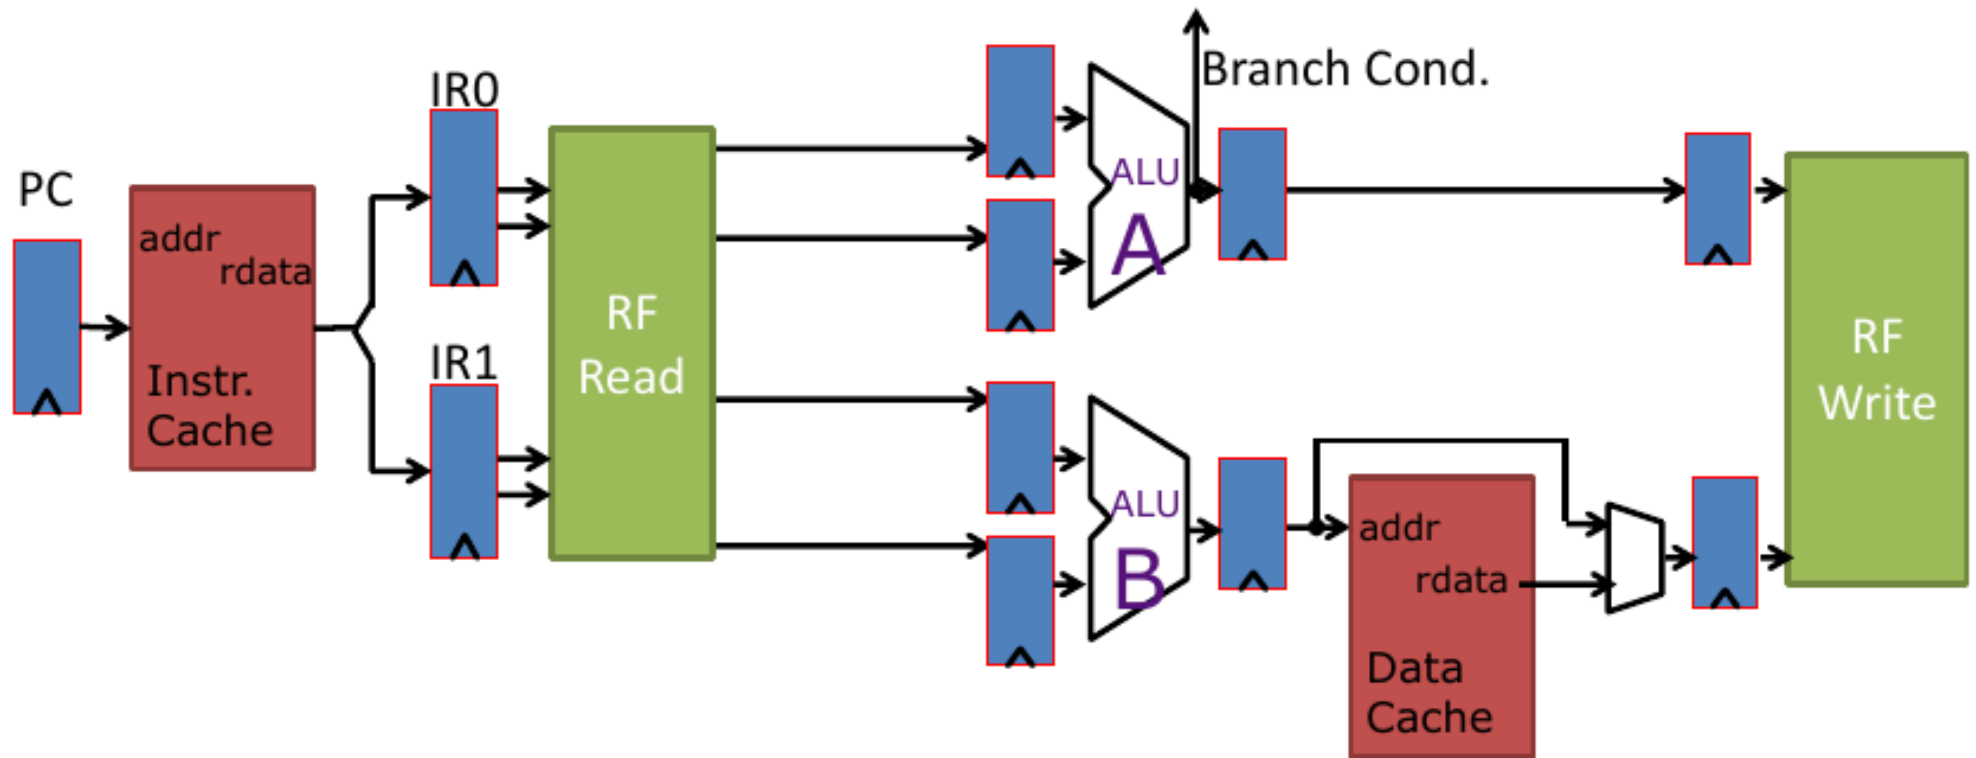 PC
addr
rdata
Instr.
Cache
IR0
IR1
RF
Read
ALU
A
Branch Cond.
ALU
B
addr
rdata
Data
Cache
RF
Write